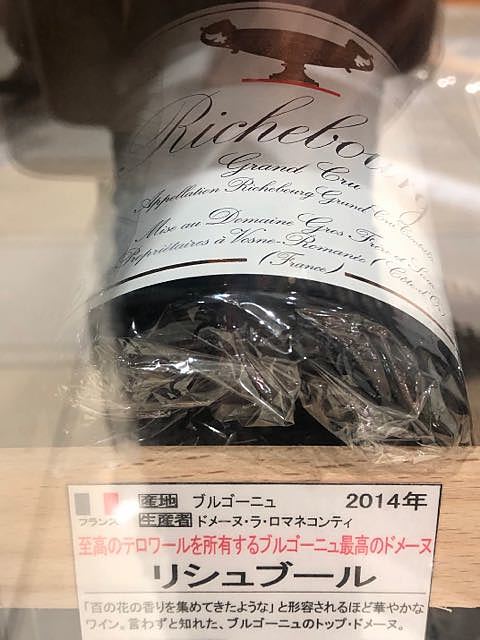 Richebourg
Grand Cru
Appellation Richebourg Grand Cru Contrôlée
Mise au Domaine Gros Frère et Sœur
Propriétaires à Vosne-Romanée (Côte-d'Or)
(France)
フランス 産地 ブルゴーニュ 2014年
生産者 ドメーヌ・ラ・ロマネコンティ
至高のテロワールを所有するブルゴーニュ最高のドメーヌ
リシュブール
「百の花の香りを集めてきたような」と形容されるほど華やかな
ワイン。言わずと知れた、ブルゴーニュのトップ・ドメーヌ。